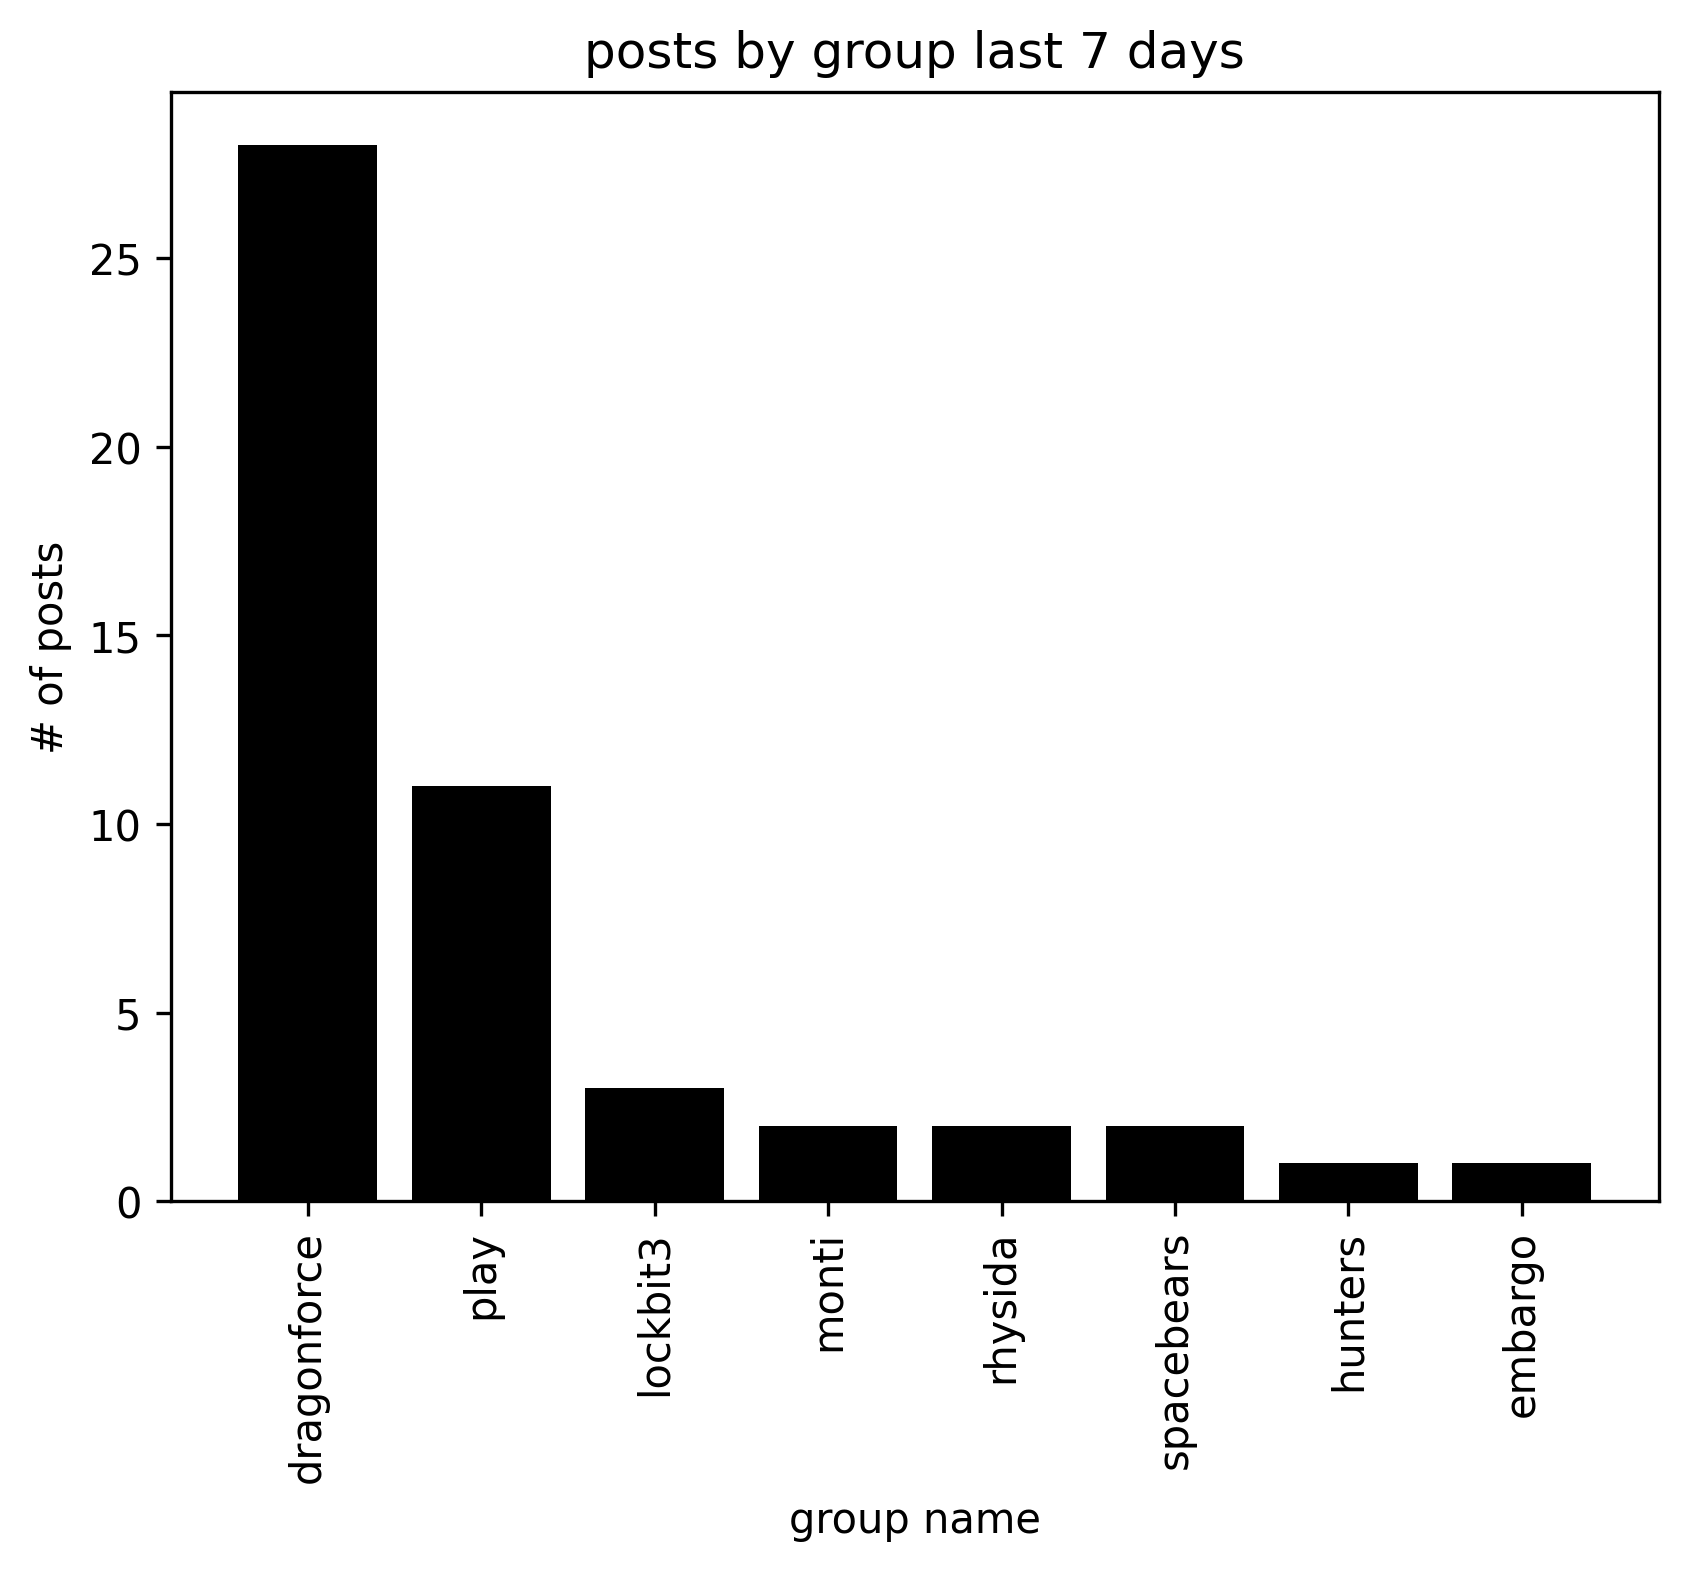 posts by group last 7 days
# of posts
25
20
15
10
5
0
dragonforce
play
lockbit3
monti
rhysida
spacebears
hunters
embargo
group name